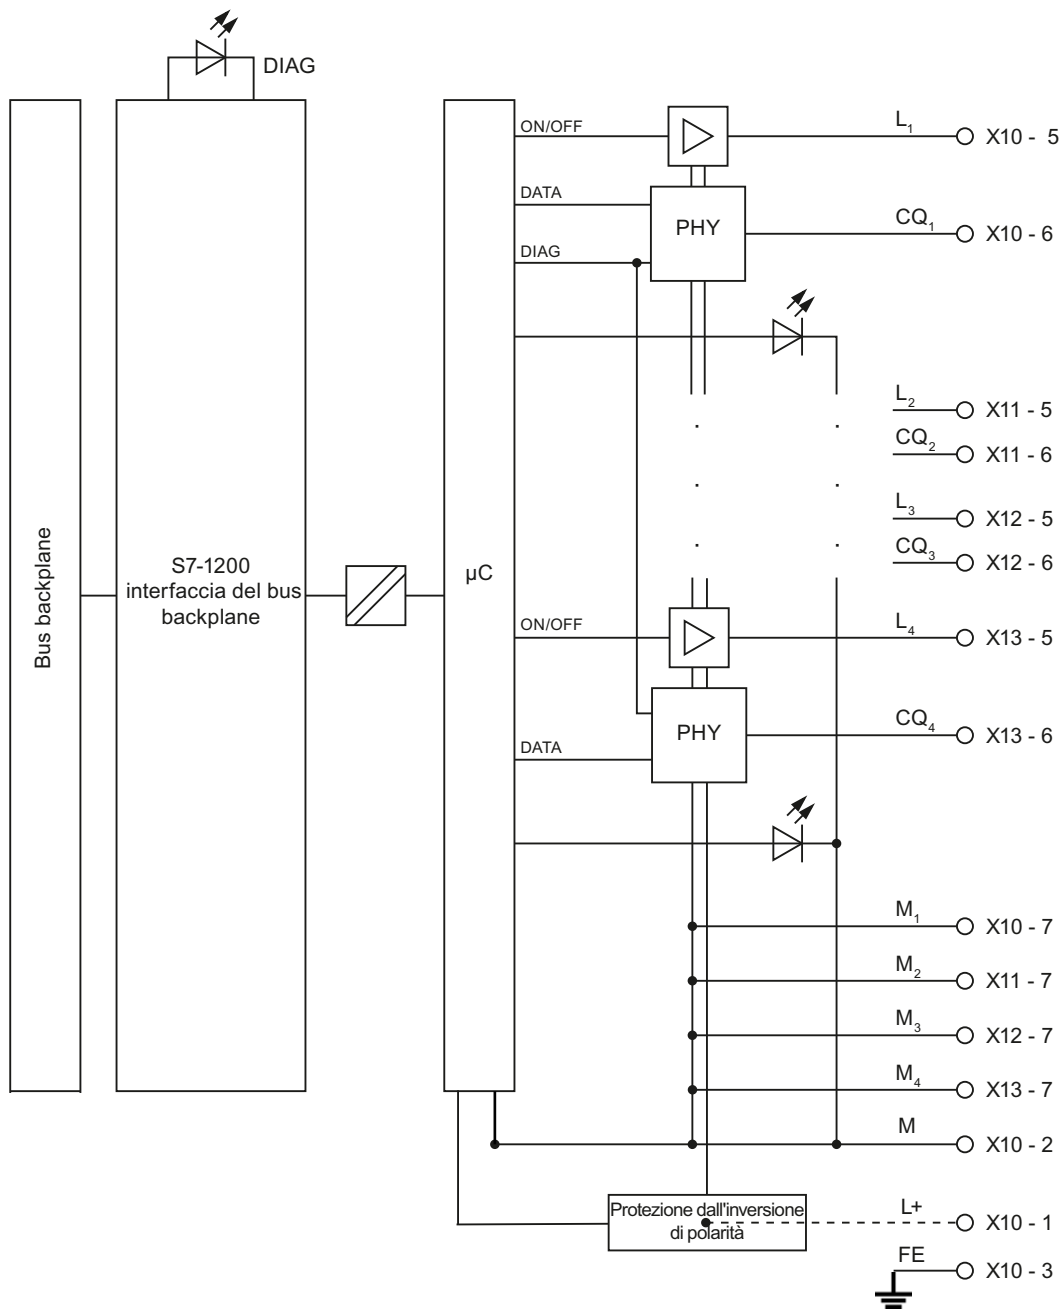 DIAG
ON/OFF
L1
X10 - 5
DATA
PHY
CQ1
X10 - 6
DIAG
L2
X11 - 5
CQ2
X11 - 6
L3
X12 - 5
CQ3
X12 - 6
Bus backplane
S7-1200
interfaccia del bus
backplane
µC
ON/OFF
L4
X13 - 5
PHY
CQ4
X13 - 6
DATA
M1
X10 - 7
M2
X11 - 7
M3
X12 - 7
M4
X13 - 7
M
X10 - 2
Protezione dall'inversione
di polarità
L+
X10 - 1
FE
X10 - 3